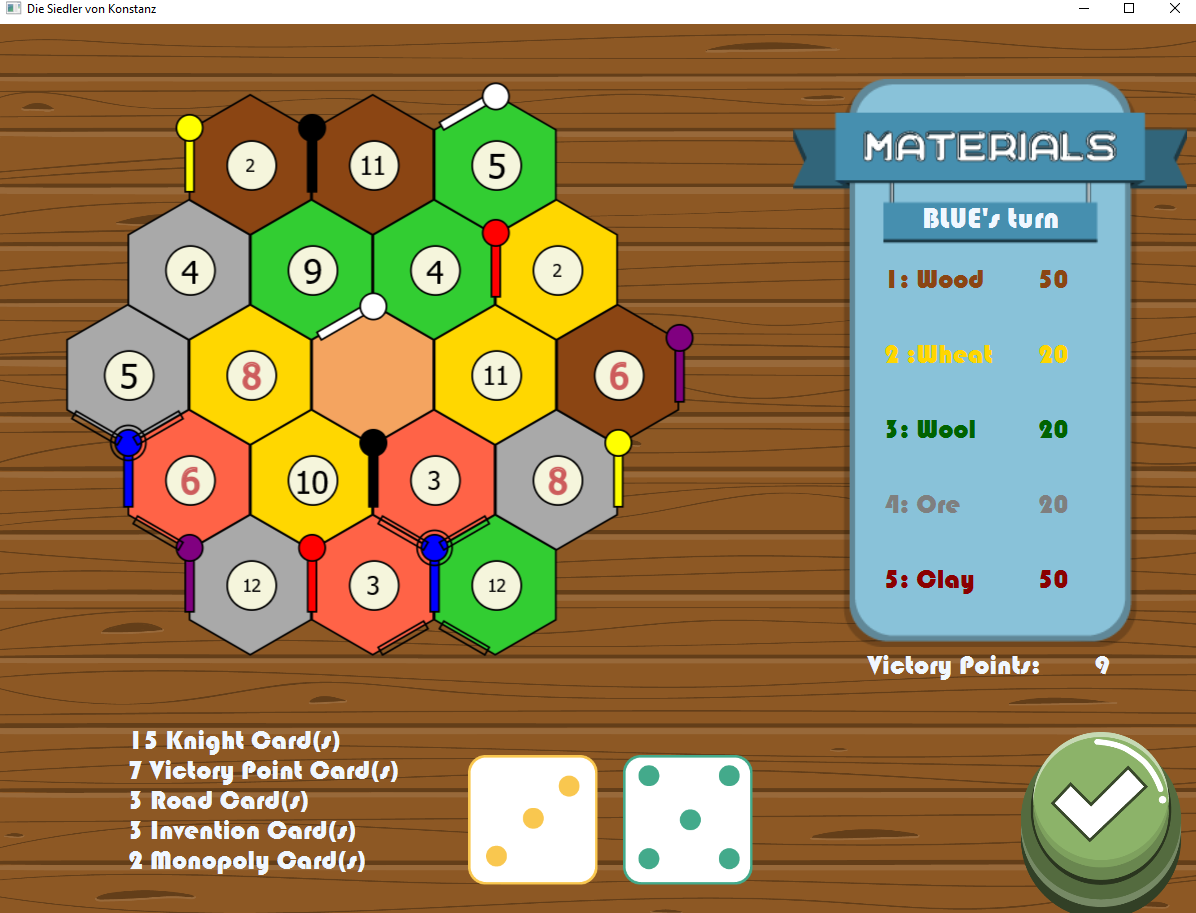 Die Siedler von Konstanz
MATERIALS
BLUE's turn
1: Wood 50
2 :Wheat 20
3: Wool 20
4: Ore 20
5: Clay 50
Victory Points: 9
2 11 5
4 9 4 2
5 8 11 6
6 10 3 8
12 3 12
15 Knight Card(s)
7 Victory Point Card(s)
3 Road Card(s)
3 Invention Card(s)
2 Monopoly Card(s)